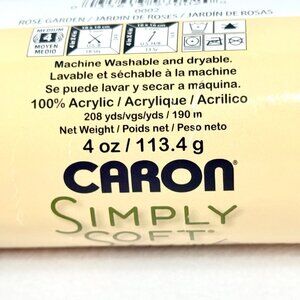 ROSE GARDEN / JARDIN DE ROSES / JARDIN DE ROSAS
0002
MEDIUM
4
MOYEN MEDIO
Machine Washable and dryable.
Lavable et séchable à la machine
Se puede lavar y secar a maquina.
100% Acrylic / Acrylique / Acrilico
208 yds/vgs/yds / 190 m
Net Weight / Poids net / Peso neto
4 oz / 113.4 g
CARON®
SIMPLY
SOFT